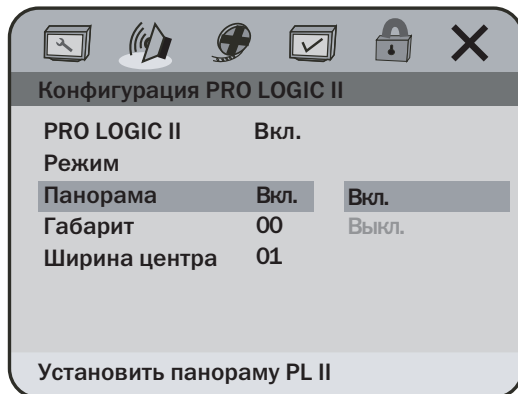 Конфигурация PRO LOGIC II
PRO LOGIC II Вкл.
Режим
Панорама Вкл. Вкл.
Габарит 00 Выкл.
Ширина центра 01
Установить панораму PL II